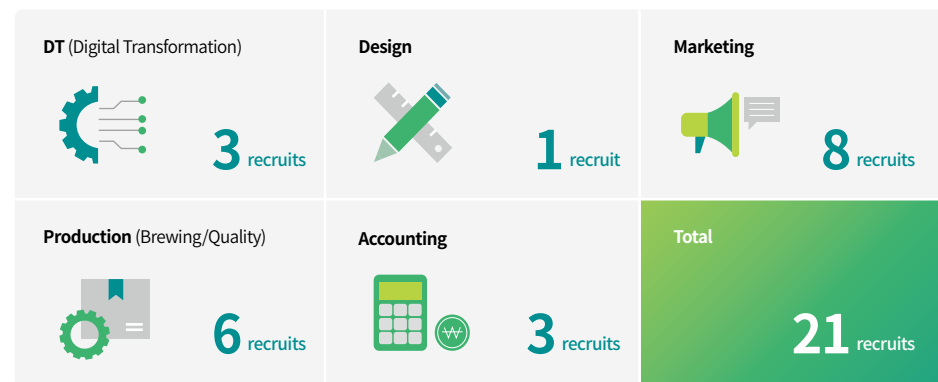 DT (Digital Transformation)
3 recruits
Design
1 recruit
Marketing
8 recruits
Production (Brewing/Quality)
6 recruits
Accounting
₩
3 recruits
Total
21 recruits